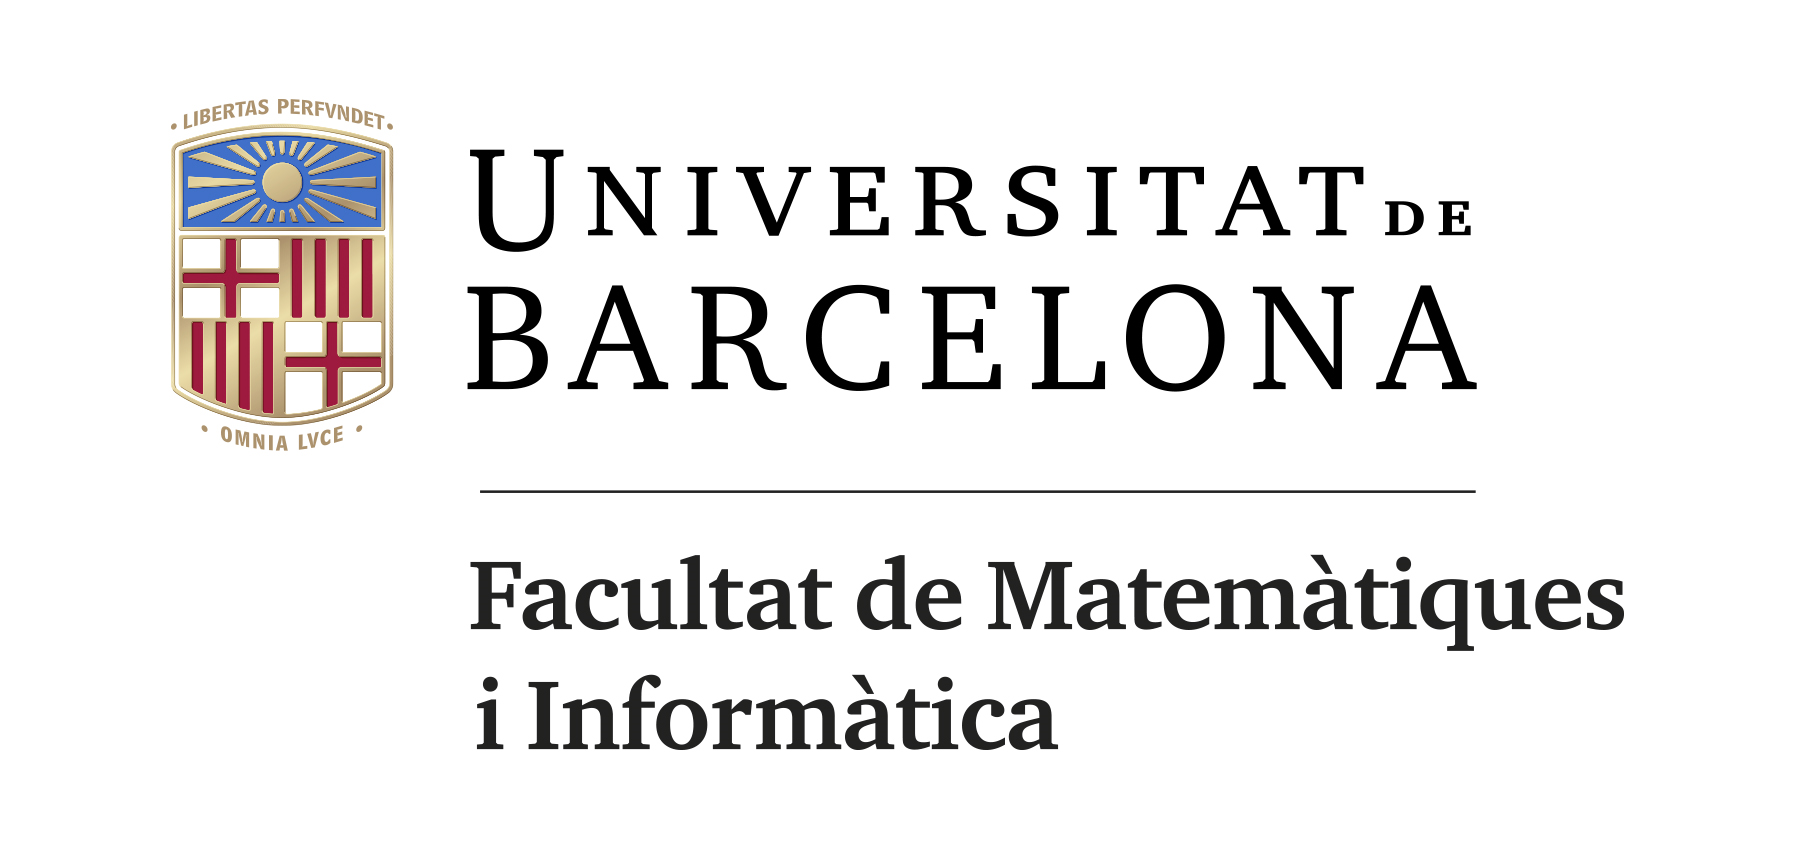 · LIBERTAS PERFVNDET ·
UNIVERSITAT DE
BARCELONA
· OMNIA LVCE ·
Facultat de Matemàtiques
i Informàtica